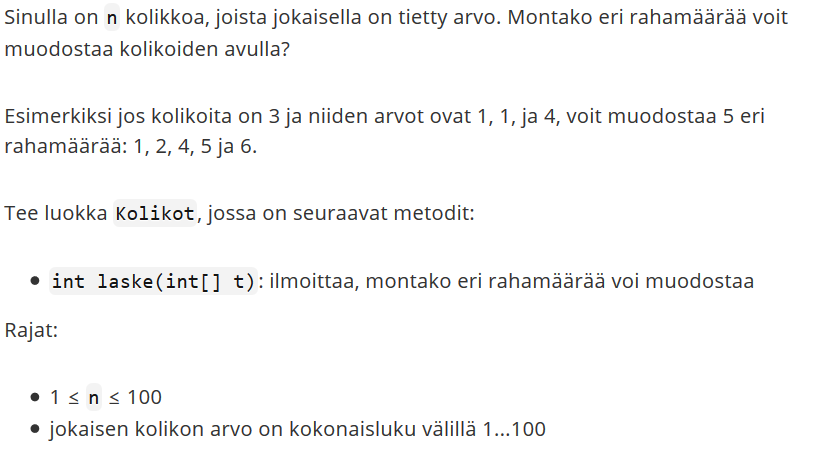 Sinulla on n kolikkoa, joista jokaisella on tietty arvo. Montako eri rahamäärää voit
muodostaa kolikoiden avulla?
Esimerkiksi jos kolikoita on 3 ja niiden arvot ovat 1, 1, ja 4, voit muodostaa 5 eri
rahamäärää: 1, 2, 4, 5 ja 6.
Tee luokka Kolikot, jossa on seuraavat metodit:
• int laske(int[] t): ilmoittaa, montako eri rahamäärää voi muodostaa
Rajat:
• 1 ≤ n ≤ 100
• jokaisen kolikon arvo on kokonaisluku välillä 1...100